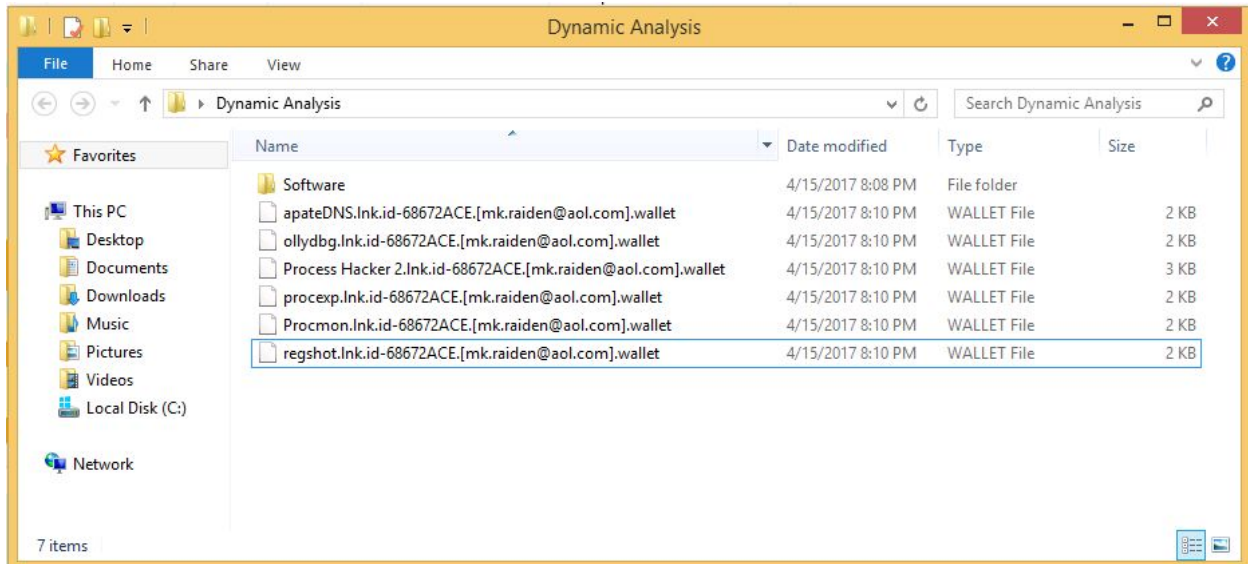 Dynamic Analysis
File Home Share View
Dynamic Analysis Search Dynamic Analysis
Favorites
This PC
Desktop
Documents
Downloads
Music
Pictures
Videos
Local Disk (C:)
Network
Name Date modified Type Size
Software 4/15/2017 8:08 PM File folder
apateDNS.lnk.id-68672ACE.[mk.raiden@aol.com].wallet 4/15/2017 8:10 PM WALLET File 2 KB
ollydbg.lnk.id-68672ACE.[mk.raiden@aol.com].wallet 4/15/2017 8:10 PM WALLET File 2 KB
Process Hacker 2.lnk.id-68672ACE.[mk.raiden@aol.com].wallet 4/15/2017 8:10 PM WALLET File 3 KB
procexp.lnk.id-68672ACE.[mk.raiden@aol.com].wallet 4/15/2017 8:10 PM WALLET File 2 KB
Procmon.lnk.id-68672ACE.[mk.raiden@aol.com].wallet 4/15/2017 8:10 PM WALLET File 2 KB
regshot.lnk.id-68672ACE.[mk.raiden@aol.com].wallet 4/15/2017 8:10 PM WALLET File 2 KB
7 items